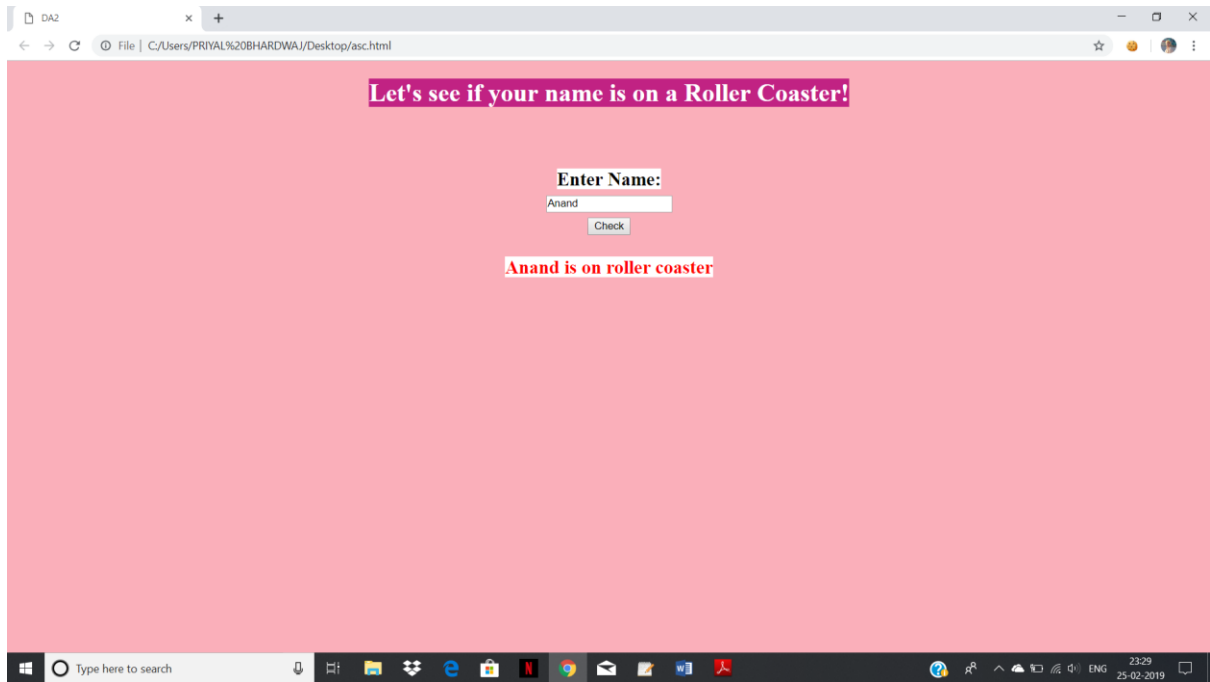 DA2
File | C:/Users/PRIYAL%20BHARDWAJ/Desktop/asc.html
Let's see if your name is on a Roller Coaster!
Enter Name:
Anand
Check
Anand is on roller coaster
Type here to search
ENG
23:29
25-02-2019